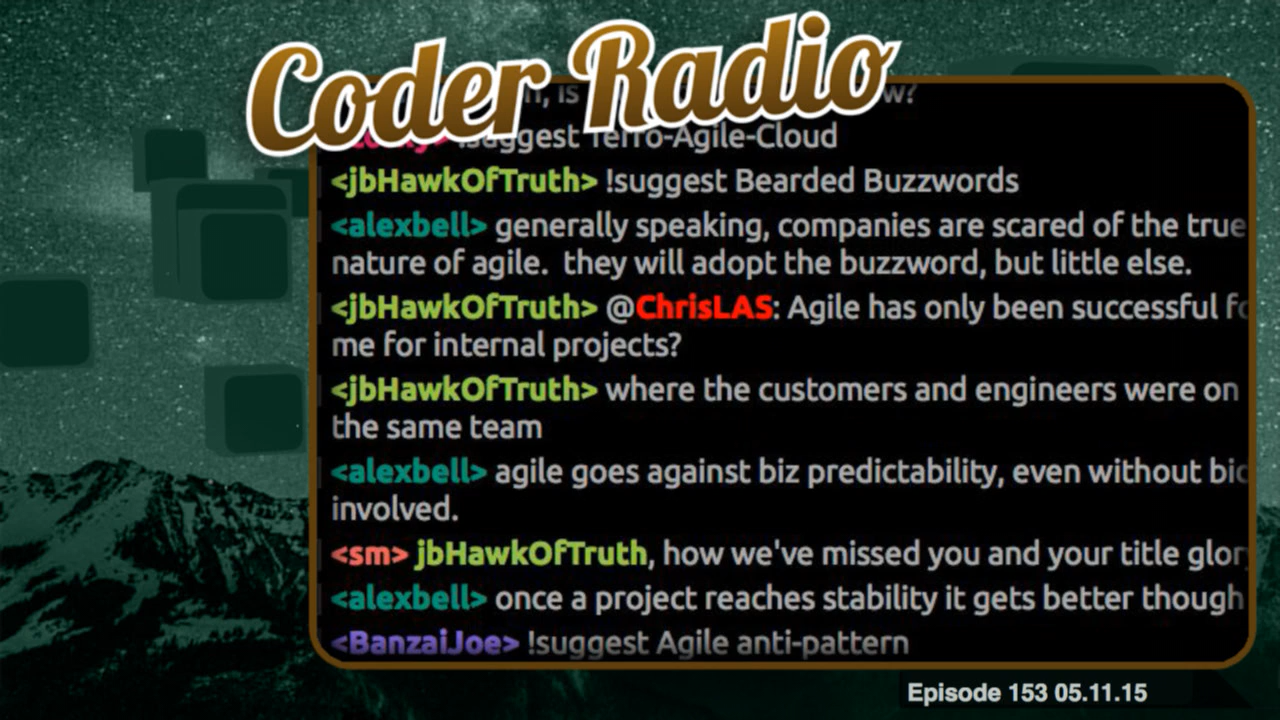 Coder Radio
is
w?
!suggest Terro-Agile-Cloud
<jbHawkOfTruth> !suggest Bearded Buzzwords
<alexbell> generally speaking, companies are scared of the true
nature of agile. they will adopt the buzzword, but little else.
<jbHawkOfTruth> @ChrisLAS: Agile has only been successful fo
me for internal projects?
<jbHawkOfTruth> where the customers and engineers were on
the same team
<alexbell> agile goes against biz predictability, even without bid
involved.
<sm> jbHawkOfTruth, how we've missed you and your title glor
<alexbell> once a project reaches stability it gets better though
<BanzaiJoe> !suggest Agile anti-pattern
Episode 153 05.11.15